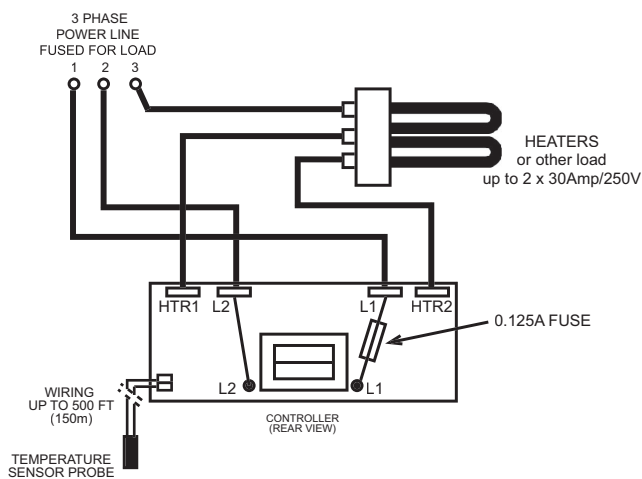 3 PHASE
POWER LINE
FUSED FOR LOAD
1 2 3
HEATERS
or other load
up to 2 x 30Amp/250V
HTR1 L2 L1 HTR2
0.125A FUSE
L2 L1
WIRING
UP TO 500 FT
(150m)
CONTROLLER
(REAR VIEW)
TEMPERATURE
SENSOR PROBE